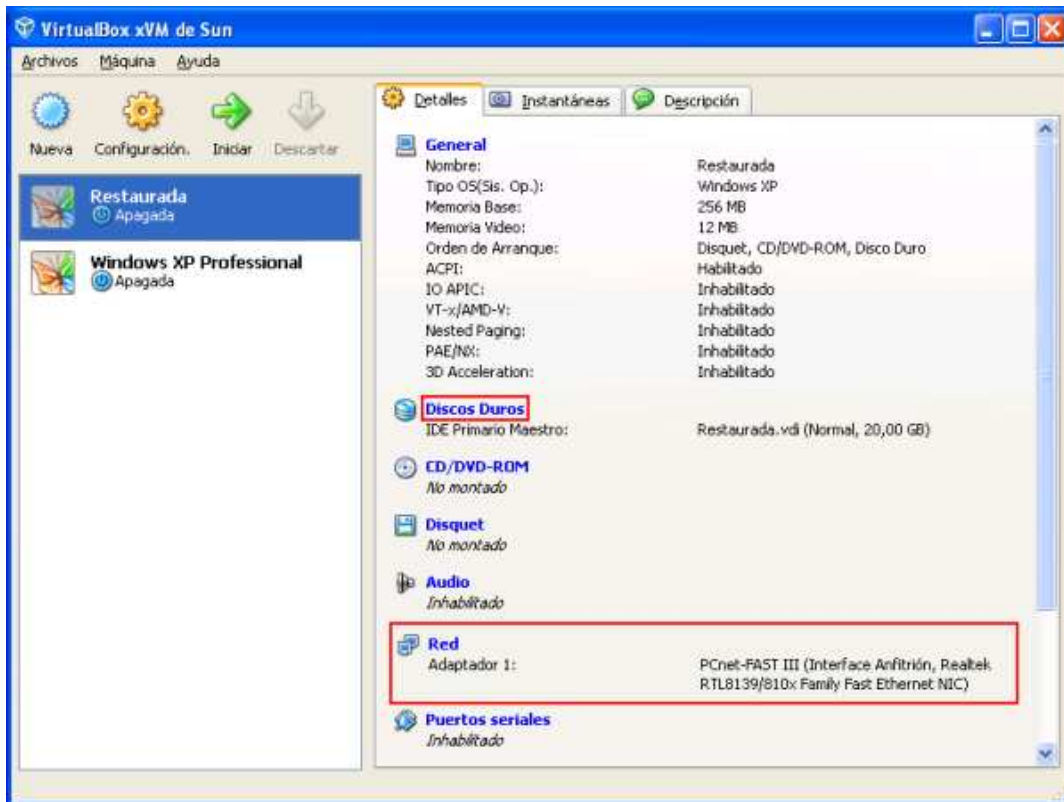 VirtualBox xVM de Sun
Archivos Máquina Ayuda
Nueva Configuración. Iniciar Descartar
Restaurada
Apagada
Windows XP Professional
Apagada
Detalles Instantáneas Descripción
General
Nombre: Restaurada
Tipo OS(Sis. Op.): Windows XP
Memoria Base: 256 MB
Memoria Video: 12 MB
Orden de Arranque: Disquet, CD/DVD-ROM, Disco Duro
ACPI: Habilitado
IO APIC: Inhabilitado
VT-x/AMD-V: Inhabilitado
Nested Paging: Inhabilitado
PAE/NX: Inhabilitado
3D Acceleration: Inhabilitado
Discos Duros
IDE Primario Maestro: Restaurada.vdi (Normal, 20,00 GB)
CD/DVD-ROM
No montado
Disquet
No montado
Audio
Inhabilitado
Red
Adaptador 1: PCnet-FAST III (Interface Anfitrión, Realtek
RTL8139/810x Family Fast Ethernet NIC)
Puertos seriales
Inhabilitado